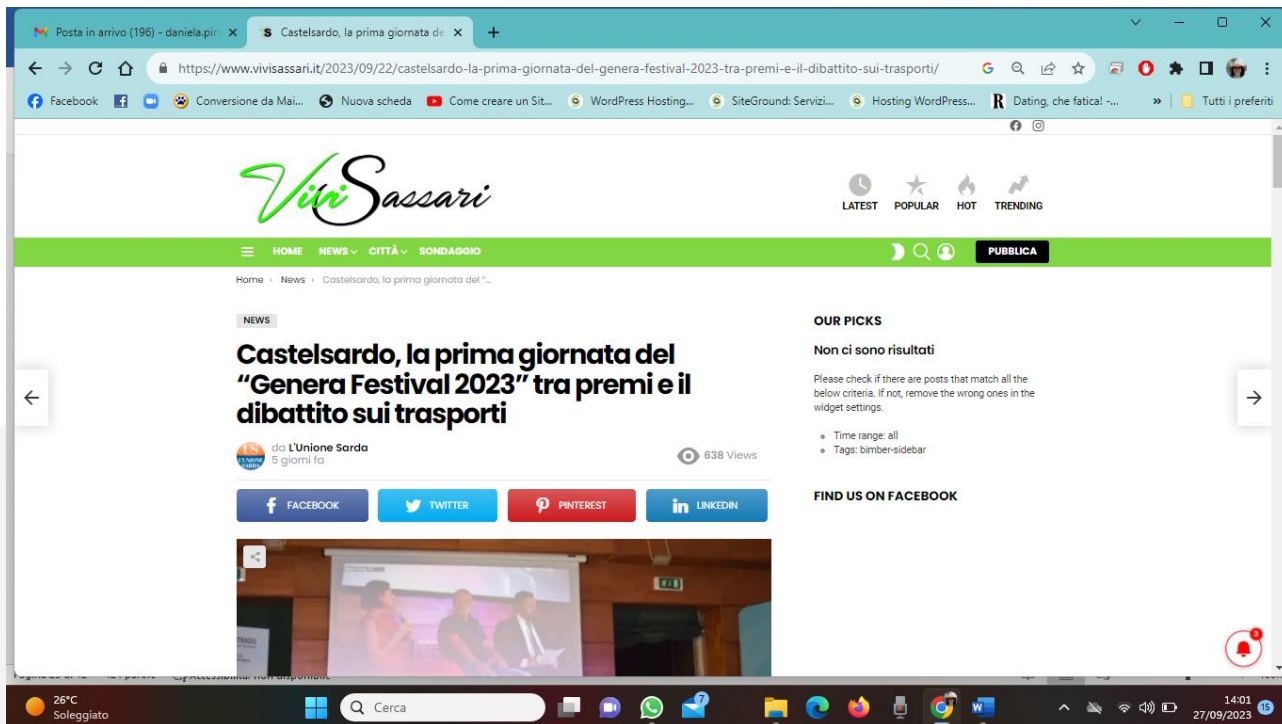 Posta in arrivo (196) - daniela.pin
Castelsardo, la prima giornata de
https://www.vivisassari.it/2023/09/22/castelsardo-la-prima-giornata-del-genera-festival-2023-tra-premi-e-il-dibattito-sui-trasporti/
Facebook Conversione da Mai... Nuova scheda Come creare un Sit... WordPress Hosting... SiteGround: Servizi... Hosting WordPress... Dating, che fatica! -... » Tutti i preferiti
ViviSassari
LATEST POPULAR HOT TRENDING
HOME NEWS CITTÀ SONDAGGIO PUBBLICA
Home News Castelsardo, la prima giornata del "...
NEWS
Castelsardo, la prima giornata del
“Genera Festival 2023” tra premi e il
dibattito sui trasporti
da L'Unione Sarda
5 giorni fa
638 Views
FACEBOOK TWITTER PINTEREST LINKEDIN
OUR PICKS
Non ci sono risultati
Please check if there are posts that match all the
below criteria. If not, remove the wrong ones in the
widget settings.
Time range: all
Tags: bimber-sidebar
FIND US ON FACEBOOK
3
26°C
Soleggiato
Cerca
7
14:01
27/09/2023
15